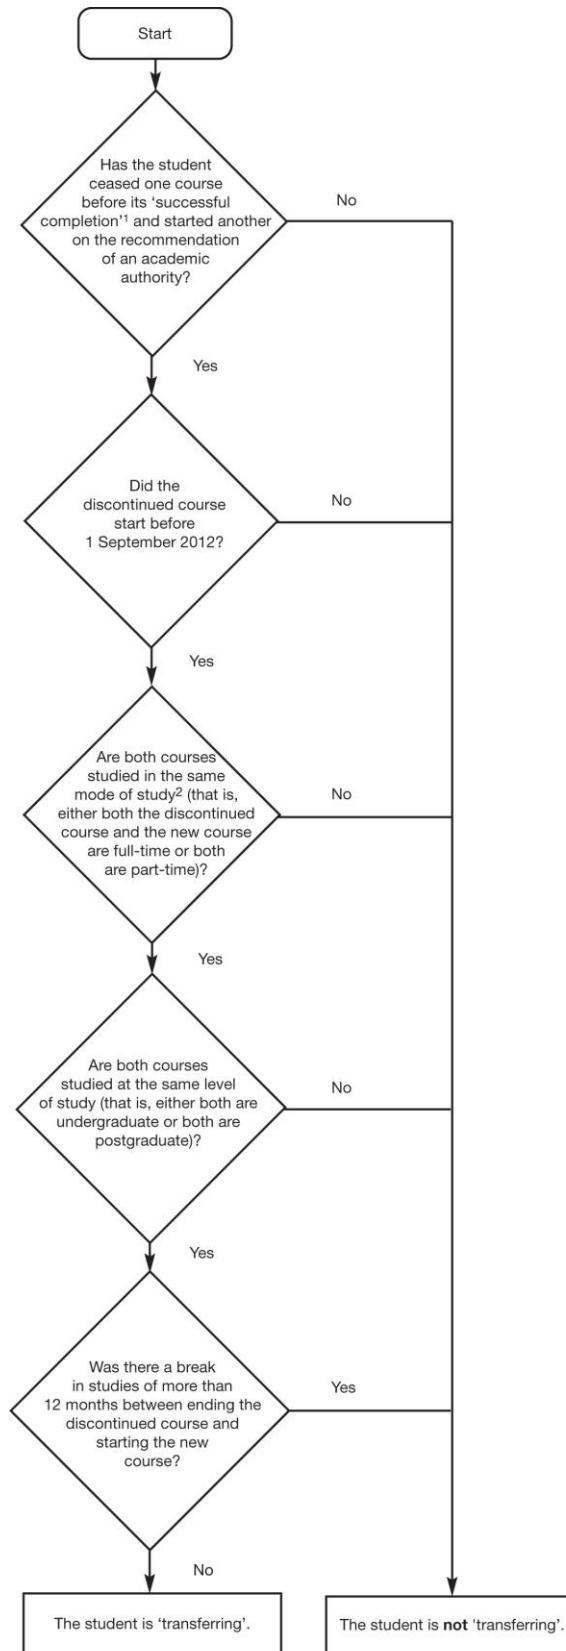 Start
Has the student
ceased one course
before its ‘successful
completion’¹ and started another
on the recommendation
of an academic
authority?
No
Yes
Did the
discontinued course
start before
1 September 2012?
No
Yes
Are both courses
studied in the same
mode of study² (that is,
either both the discontinued
course and the new course
are full-time or both
are part-time)?
No
Yes
Are both courses
studied at the same level
of study (that is, either both are
undergraduate or both are
postgraduate)?
No
Yes
Was there a break
in studies of more than
12 months between ending the
discontinued course and
starting the new
course?
Yes
No
The student is ‘transferring’.
The student is not ‘transferring’.